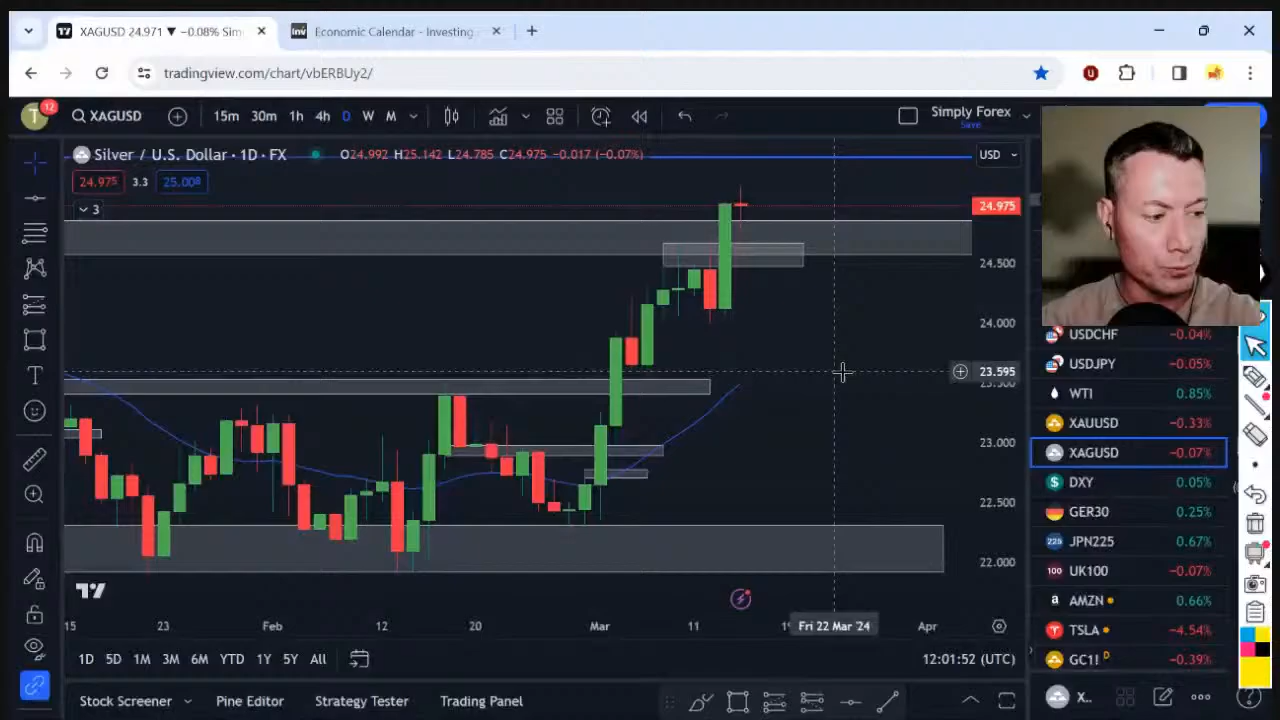 XAGUSD 24.971 ▼ −0.08% Sim
Inv Economic Calendar - Investing
tradingview.com/chart/vbERBUy2/
T 12 XAGUSD 15m 30m 1h 4h D W M Simply Forex
Save
Silver / U.S. Dollar · 1D · FX O24.992 H25.142 L24.785 C24.975 −0.017 (−0.07%) USD
24.975 3.3 25.008
3
24.975
24.500
24.000
23.595
23.500
23.000
22.500
22.000
USDCHF −0.04%
USDJPY −0.05%
WTI 0.85%
XAUUSD −0.33%
XAGUSD −0.07%
DXY 0.05%
GER30 0.25%
JPN225 0.67%
UK100 −0.07%
AMZN 0.66%
TSLA −4.54%
GC1! D −0.39%
15 23 Feb 12 20 Mar 11 Fri 22 Mar '24 Apr
1D 5D 1M 3M 6M YTD 1Y 5Y All 12:01:52 (UTC)
Stock Screener Pine Editor Strategy Tester Trading Panel X...